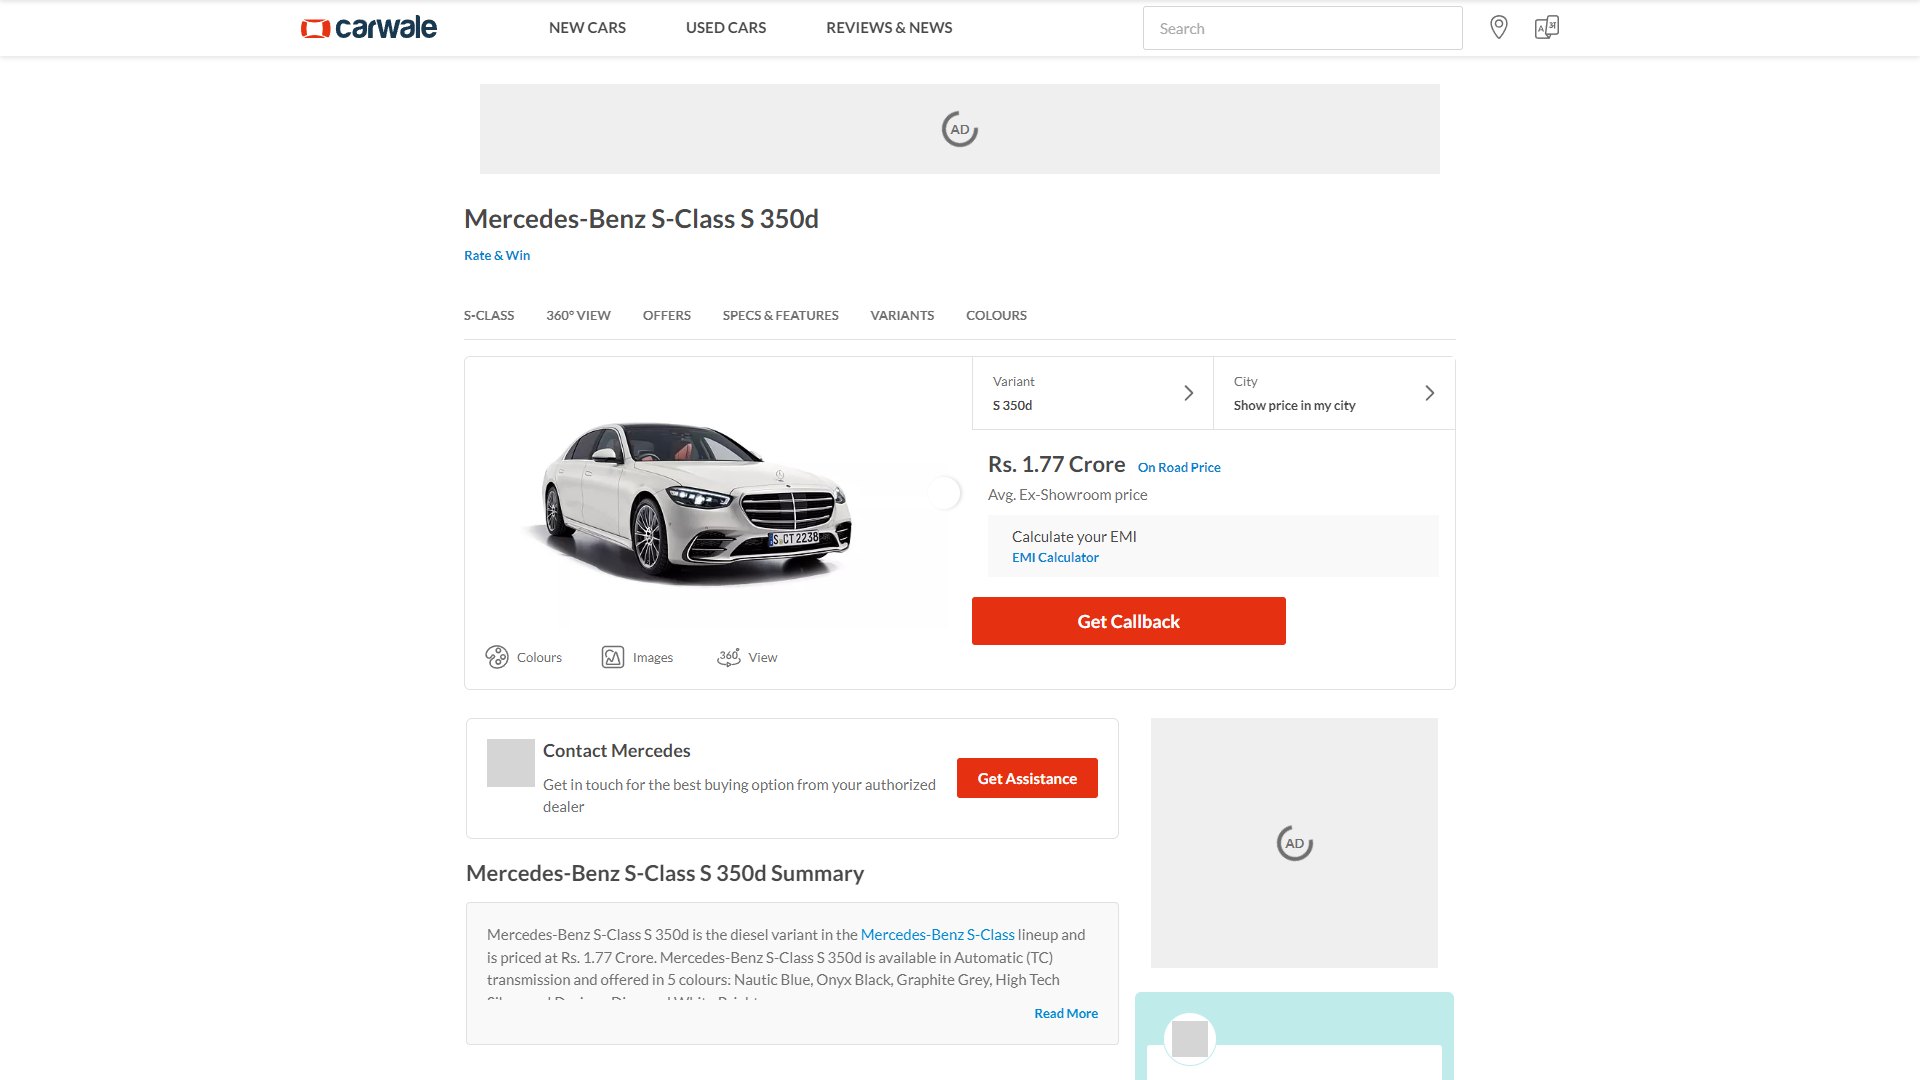 carwale
NEW CARS
USED CARS
REVIEWS & NEWS
Search
AD
Mercedes-Benz S-Class S 350d
Rate & Win
S-CLASS
360° VIEW
OFFERS
SPECS & FEATURES
VARIANTS
COLOURS
Variant
S 350d
City
Show price in my city
Rs. 1.77 Crore
On Road Price
Avg. Ex-Showroom price
Calculate your EMI
EMI Calculator
Get Callback
S CT 2238
Colours
Images
360° View
Contact Mercedes
Get in touch for the best buying option from your authorized
dealer
Get Assistance
AD
Mercedes-Benz S-Class S 350d Summary
Mercedes-Benz S-Class S 350d is the diesel variant in the Mercedes-Benz S-Class lineup and
is priced at Rs. 1.77 Crore. Mercedes-Benz S-Class S 350d is available in Automatic (TC)
transmission and offered in 5 colours: Nautic Blue, Onyx Black, Graphite Grey, High Tech
Read More